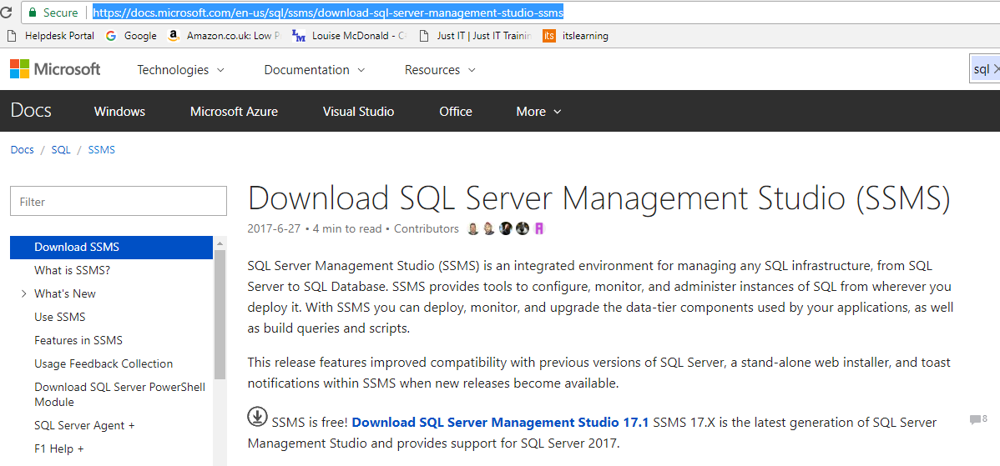 Secure https://docs.microsoft.com/en-us/sql/ssms/download-sql-server-management-studio-ssms
Helpdesk Portal Google Amazon.co.uk: Low Louise McDonald - Just IT | Just IT Trainin its itslearning
Microsoft Technologies Documentation Resources sql
Docs Windows Microsoft Azure Visual Studio Office More
Docs / SQL / SSMS
Filter
Download SSMS
What is SSMS?
What's New
Use SSMS
Features in SSMS
Usage Feedback Collection
Download SQL Server PowerShell
Module
SQL Server Agent +
F1 Help +
Download SQL Server Management Studio (SSMS)
2017-6-27 • 4 min to read • Contributors
SQL Server Management Studio (SSMS) is an integrated environment for managing any SQL infrastructure, from SQL
Server to SQL Database. SSMS provides tools to configure, monitor, and administer instances of SQL from wherever you
deploy it. With SSMS you can deploy, monitor, and upgrade the data-tier components used by your applications, as well
as build queries and scripts.
This release features improved compatibility with previous versions of SQL Server, a stand-alone web installer, and toast
notifications within SSMS when new releases become available.
SSMS is free! Download SQL Server Management Studio 17.1 SSMS 17.X is the latest generation of SQL Server
Management Studio and provides support for SQL Server 2017.
8